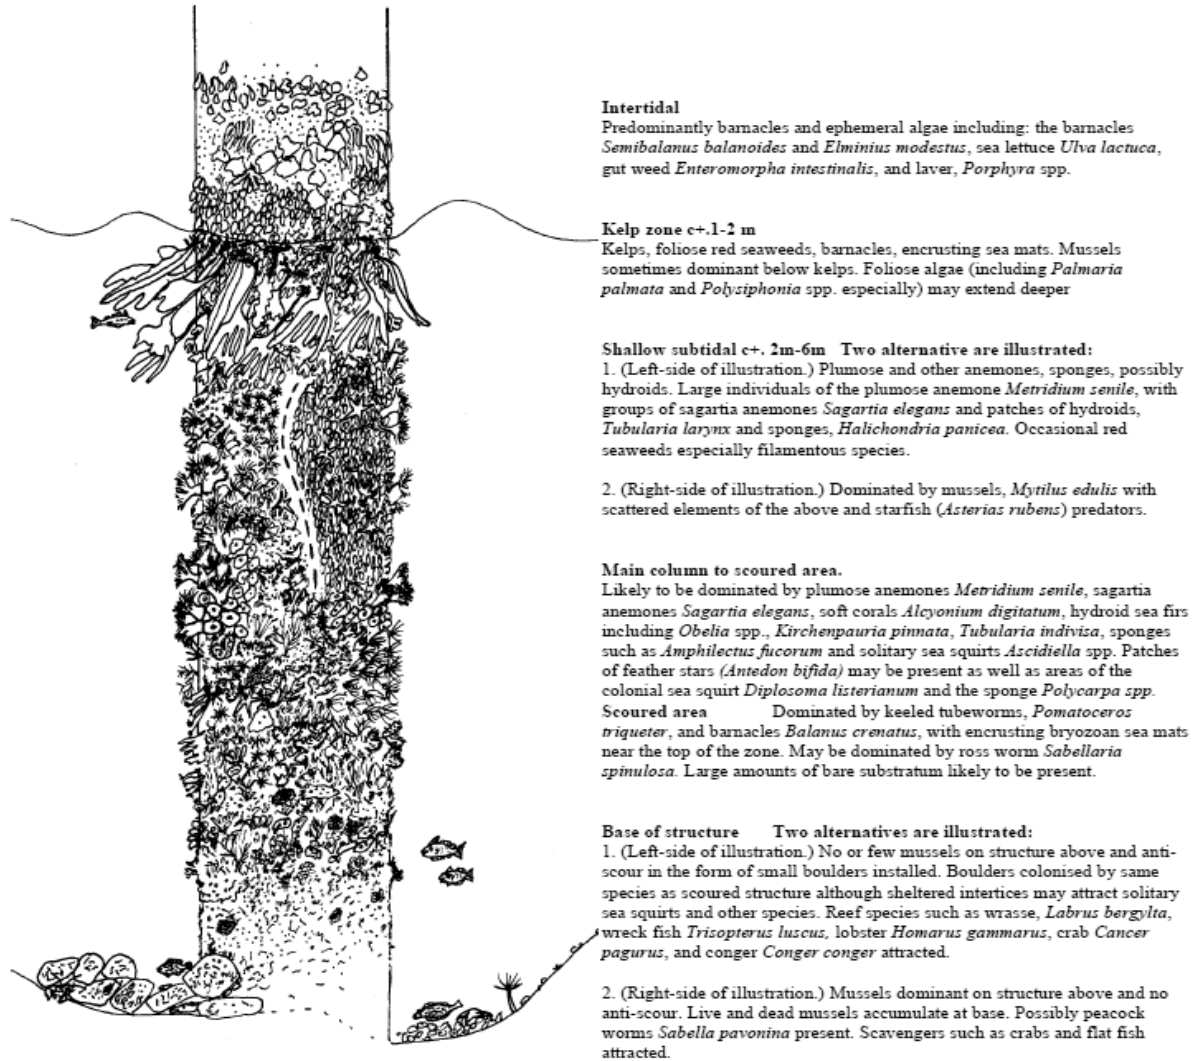 Intertidal
Predominantly barnacles and ephemeral algae including: the barnacles
Semibalanus balanoides and Elminius modestus, sea lettuce Ulva lactuca,
gut weed Enteromorpha intestinalis, and laver, Porphyra spp.
Kelp zone c+.1-2 m
Kelps, foliose red seaweeds, barnacles, encrusting sea mats. Mussels
sometimes dominant below kelps. Foliose algae (including Palmaria
palmata and Polysiphonia spp. especially) may extend deeper
Shallow subtidal c+. 2m-6m Two alternative are illustrated:
1. (Left-side of illustration.) Plumose and other anemones, sponges, possibly
hydroids. Large individuals of the plumose anemone Metridium senile, with
groups of sagartia anemones Sagartia elegans and patches of hydroids,
Tubularia larynx and sponges, Halichondria panicea. Occasional red
seaweeds especially filamentous species.
2. (Right-side of illustration.) Dominated by mussels, Mytilus edulis with
scattered elements of the above and starfish (Asterias rubens) predators.
Main column to scoured area.
Likely to be dominated by plumose anemones Metridium senile, sagartia
anemones Sagartia elegans, soft corals Alcyonium digitatum, hydroid sea firs
including Obelia spp., Kirchenpauria pinnata, Tubularia indivisa, sponges
such as Amphilectus fucorum and solitary sea squirts Ascidiella spp. Patches
of feather stars (Antedon bifida) may be present as well as areas of the
colonial sea squirt Diplosoma listerianum and the sponge Polycarpa spp.
Scoured area Dominated by keeled tubeworms, Pomatoceros
triqueter, and barnacles Balanus crenatus, with encrusting bryozoan sea mats
near the top of the zone. May be dominated by ross worm Sabellaria
spinulosa. Large amounts of bare substratum likely to be present.
Base of structure Two alternatives are illustrated:
1. (Left-side of illustration.) No or few mussels on structure above and anti-
scour in the form of small boulders installed. Boulders colonised by same
species as scoured structure although sheltered intertices may attract solitary
sea squirts and other species. Reef species such as wrasse, Labrus bergylta,
wreck fish Trisopterus luscus, lobster Homarus gammarus, crab Cancer
pagurus, and conger Conger conger attracted.
2. (Right-side of illustration.) Mussels dominant on structure above and no
anti-scour. Live and dead mussels accumulate at base. Possibly peacock
worms Sabella pavonina present. Scavengers such as crabs and flat fish
attracted.